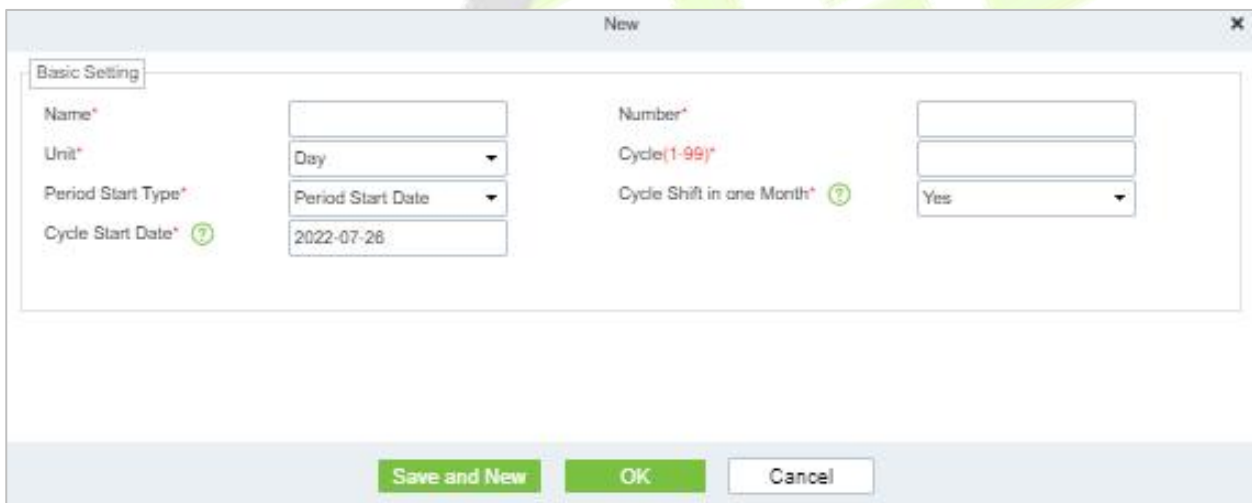 New
Basic Setting
Name* Number*
Unit* Day Cycle(1-99)*
Period Start Type* Period Start Date Cycle Shift in one Month* ? Yes
Cycle Start Date* ? 2022-07-26
Save and New OK Cancel